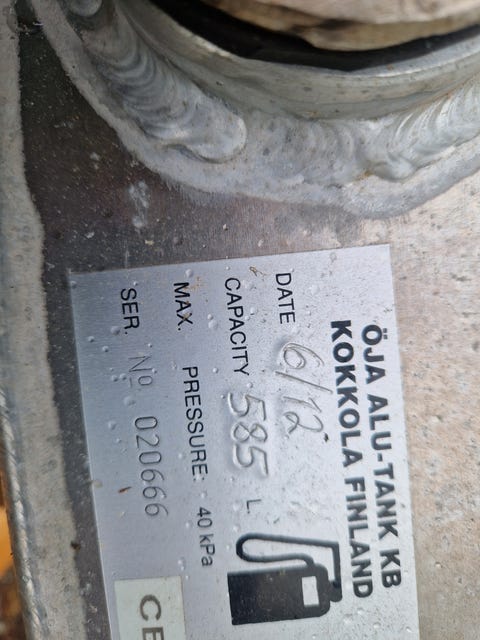 ÖJA ALU-TANK KB
KOKKOLA FINLAND
DATE 6/12
CAPACITY 585 L.
MAX. PRESSURE: 40 kPa
SER. Nº 020666
CE